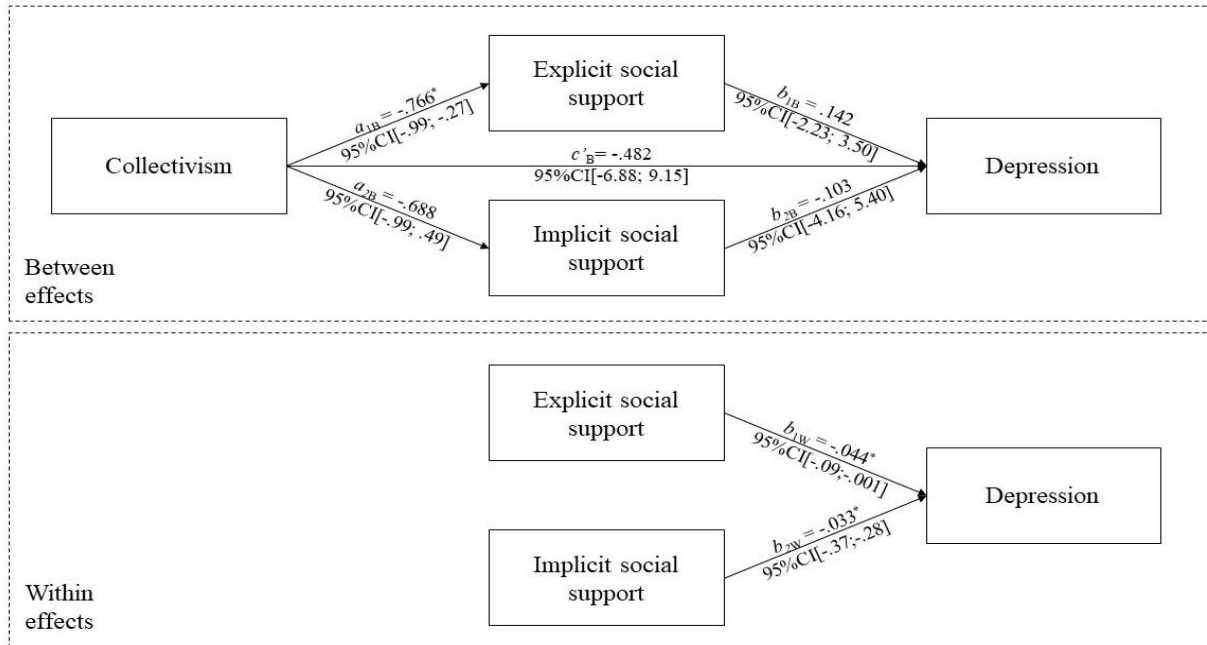 Explicit social
support
a1B = -.766*
95%CI[-.99; -.27]
b1B = .142
95%CI[-2.23; 3.50]
Collectivism
c'B= -.482
95%CI[-6.88; 9.15]
Depression
a2B = -.688
95%CI[-.99; .49]
b2B = -.103
95%CI[-4.16; 5.40]
Implicit social
support
Between
effects
Explicit social
support
b1W = -.044*
95%CI[-.09;-.001]
Depression
b2W = -.033*
95%CI[-.37;-.28]
Implicit social
support
Within
effects